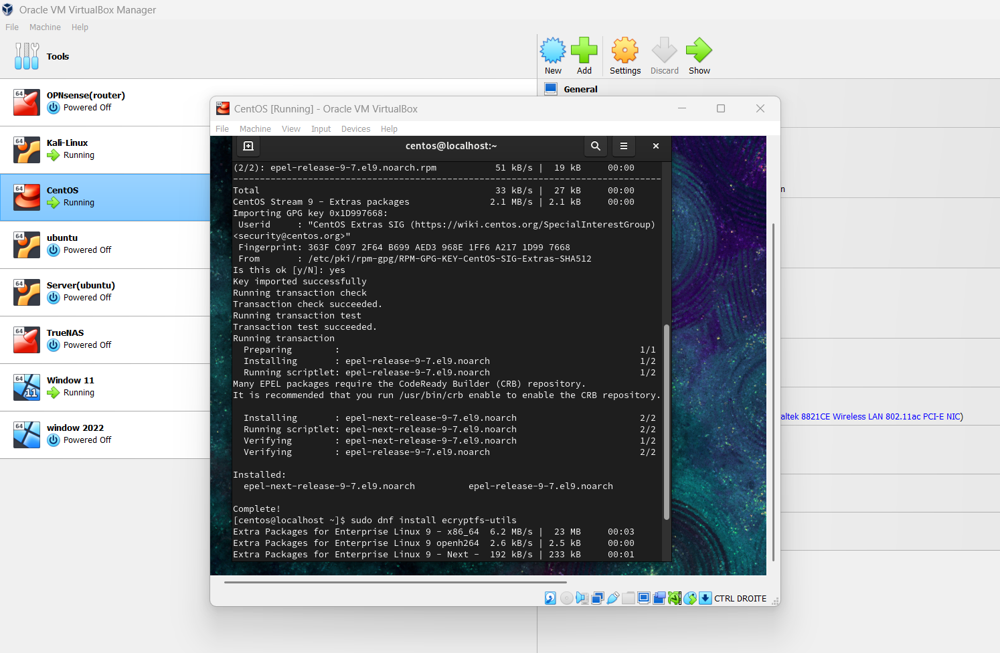 Oracle VM VirtualBox Manager
File Machine Help
Tools
New Add Settings Discard Show
General
64 OPNsense(router)
Powered Off
64 Kali-Linux
Running
64 CentOS
Running
64 ubuntu
Powered Off
64 Server(ubuntu)
Powered Off
64 TrueNAS
Powered Off
64 11 Window 11
Running
64 window 2022
Powered Off
64 CentOS [Running] - Oracle VM VirtualBox
File Machine View Input Devices Help
centos@localhost:~
(2/2): epel-release-9-7.el9.noarch.rpm 51 kB/s | 19 kB 00:00
--------------------------------------------------------------------------------
Total 33 kB/s | 27 kB 00:00
CentOS Stream 9 - Extras packages 2.1 MB/s | 2.1 kB 00:00
Importing GPG key 0x1D997668:
Userid : "CentOS Extras SIG (https://wiki.centos.org/SpecialInterestGroup)
<security@centos.org>"
Fingerprint: 363F C097 2F64 B699 AED3 968E 1FF6 A217 1D99 7668
From : /etc/pki/rpm-gpg/RPM-GPG-KEY-CentOS-SIG-Extras-SHA512
Is this ok [y/N]: yes
Key imported successfully
Running transaction check
Transaction check succeeded.
Running transaction test
Transaction test succeeded.
Running transaction
Preparing : 1/1
Installing : epel-release-9-7.el9.noarch 1/2
Running scriptlet: epel-release-9-7.el9.noarch 1/2
Many EPEL packages require the CodeReady Builder (CRB) repository.
It is recommended that you run /usr/bin/crb enable to enable the CRB repository.
Installing : epel-next-release-9-7.el9.noarch 2/2
Running scriptlet: epel-next-release-9-7.el9.noarch 2/2
Verifying : epel-next-release-9-7.el9.noarch 1/2
Verifying : epel-release-9-7.el9.noarch 2/2
Installed:
epel-next-release-9-7.el9.noarch epel-release-9-7.el9.noarch
Complete!
[centos@localhost ~]$ sudo dnf install ecryptfs-utils
Extra Packages for Enterprise Linux 9 - x86_64 6.2 MB/s | 23 MB 00:03
Extra Packages for Enterprise Linux 9 openh264 2.6 kB/s | 2.5 kB 00:00
Extra Packages for Enterprise Linux 9 - Next - 192 kB/s | 233 kB 00:01
n
altek 8821CE Wireless LAN 802.11ac PCI-E NIC)
CTRL DROITE